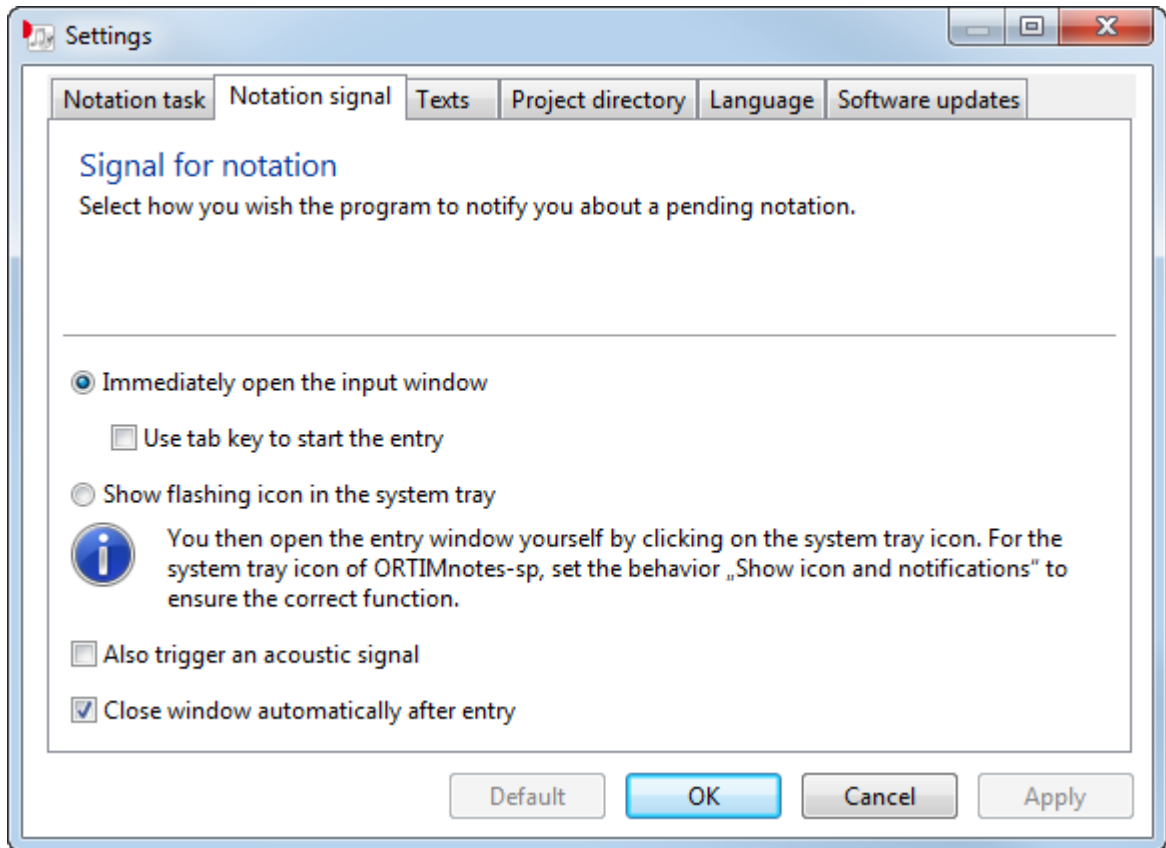 Settings
Notation task Notation signal Texts Project directory Language Software updates
Signal for notation
Select how you wish the program to notify you about a pending notation.
Immediately open the input window
Use tab key to start the entry
Show flashing icon in the system tray
You then open the entry window yourself by clicking on the system tray icon. For the
system tray icon of ORTIMnotes-sp, set the behavior „Show icon and notifications“ to
ensure the correct function.
Also trigger an acoustic signal
Close window automatically after entry
Default OK Cancel Apply